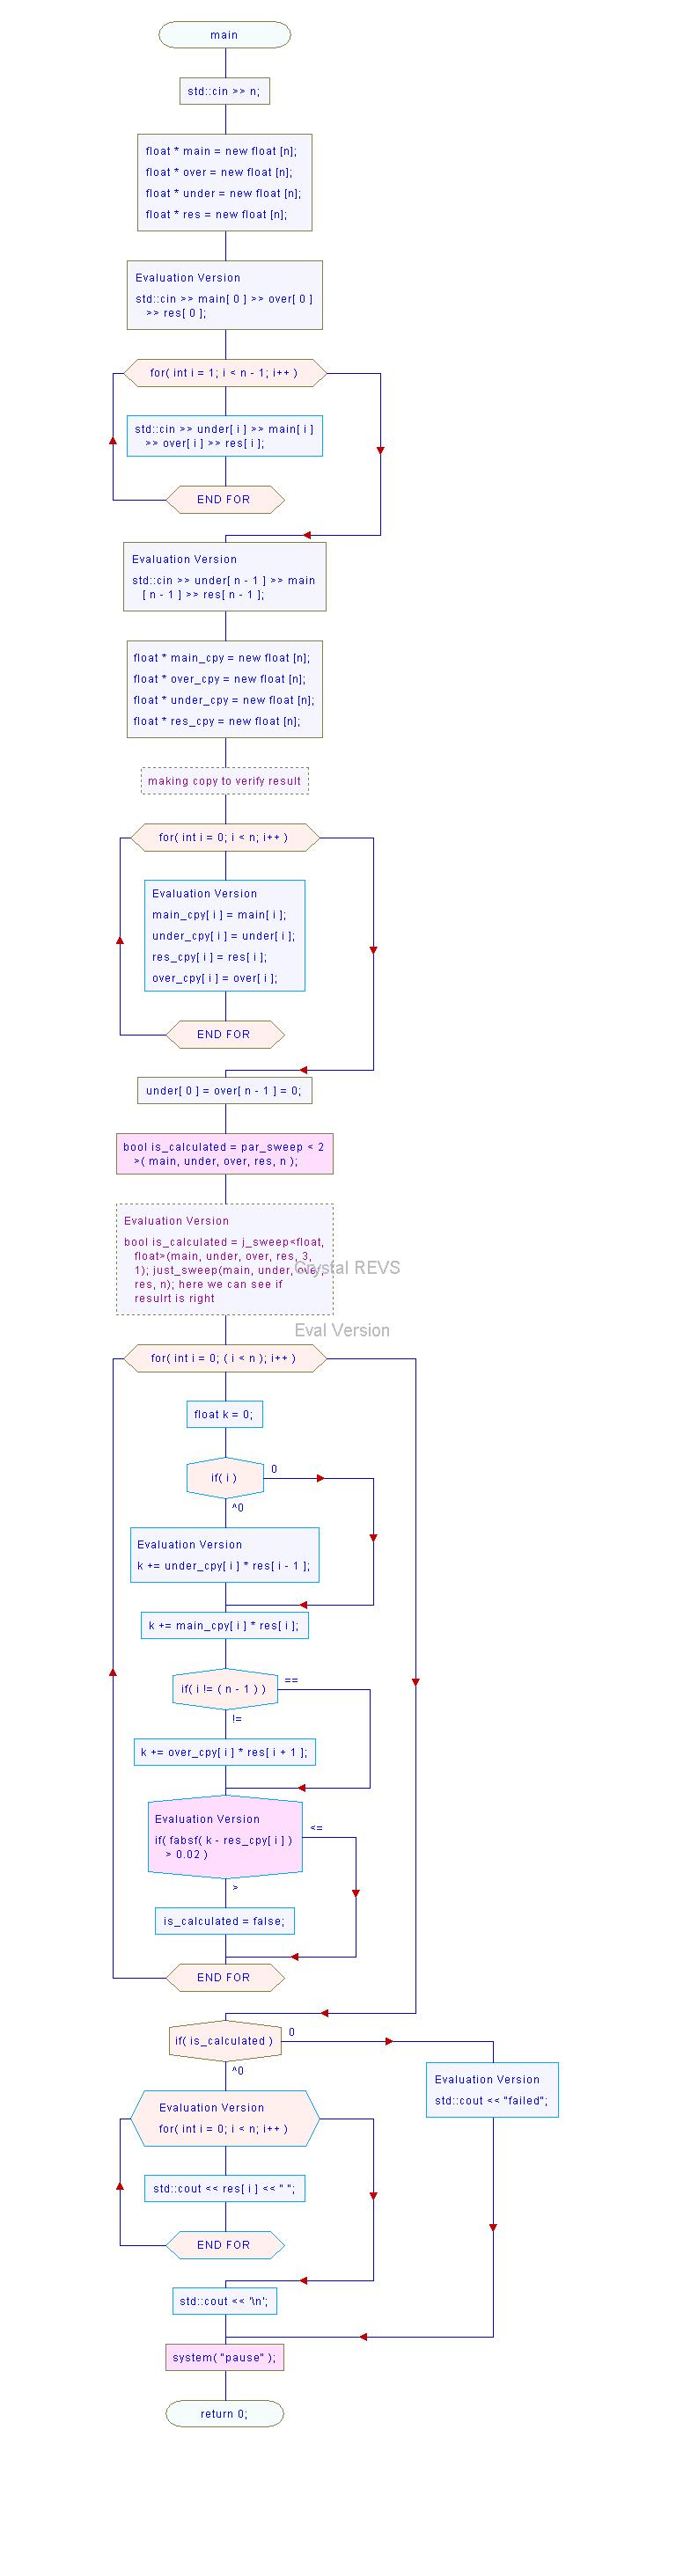 main
std::cin >> n;
float * main = new float [n];
float * over = new float [n];
float * under = new float [n];
float * res = new float [n];
Evaluation Version
std::cin >> main[ 0 ] >> over[ 0 ]
>> res[ 0 ];
for( int i = 1; i < n - 1; i++ )
std::cin >> under[ i ] >> main[ i ]
>> over[ i ] >> res[ i ];
END FOR
Evaluation Version
std::cin >> under[ n - 1 ] >> main
[ n - 1 ] >> res[ n - 1 ];
float * main_cpy = new float [n];
float * over_cpy = new float [n];
float * under_cpy = new float [n];
float * res_cpy = new float [n];
making copy to verify result
for( int i = 0; i < n; i++ )
Evaluation Version
main_cpy[ i ] = main[ i ];
under_cpy[ i ] = under[ i ];
res_cpy[ i ] = res[ i ];
over_cpy[ i ] = over[ i ];
END FOR
under[ 0 ] = over[ n - 1 ] = 0;
bool is_calculated = par_sweep < 2
>( main, under, over, res, n );
Evaluation Version
bool is_calculated = j_sweep<float,
float>(main, under, over, res, 3,
1); just_sweep(main, under, over,
res, n); here we can see if
resulrt is right
Crystal REVS
Eval Version
for( int i = 0; ( i < n ); i++ )
float k = 0;
if( i )
0
^0
Evaluation Version
k += under_cpy[ i ] * res[ i - 1 ];
k += main_cpy[ i ] * res[ i ];
if( i != ( n - 1 ) )
==
!=
k += over_cpy[ i ] * res[ i + 1 ];
Evaluation Version
if( fabsf( k - res_cpy[ i ] )
> 0.02 )
<=
>
is_calculated = false;
END FOR
if( is_calculated )
0
^0
Evaluation Version
std::cout << "failed";
Evaluation Version
for( int i = 0; i < n; i++ )
std::cout << res[ i ] << " ";
END FOR
std::cout << '\n';
system( "pause" );
return 0;